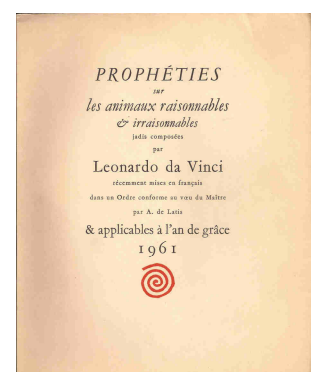 PROPHÉTIES
sur
les animaux raisonnables
& irraisonnables
jadis composées
par
Leonardo da Vinci
récemment mises en français
dans un Ordre conforme au vœu du Maître
par A. de Latis
& applicables à l'an de grâce
1961